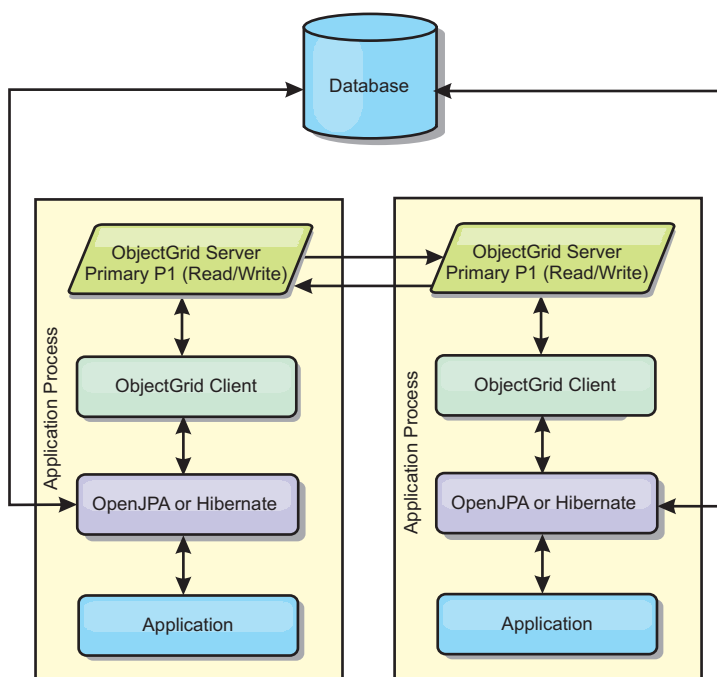 Database
Application Process
ObjectGrid Server
Primary P1 (Read/Write)
ObjectGrid Client
OpenJPA or Hibernate
Application
Application Process
ObjectGrid Server
Primary P1 (Read/Write)
ObjectGrid Client
OpenJPA or Hibernate
Application